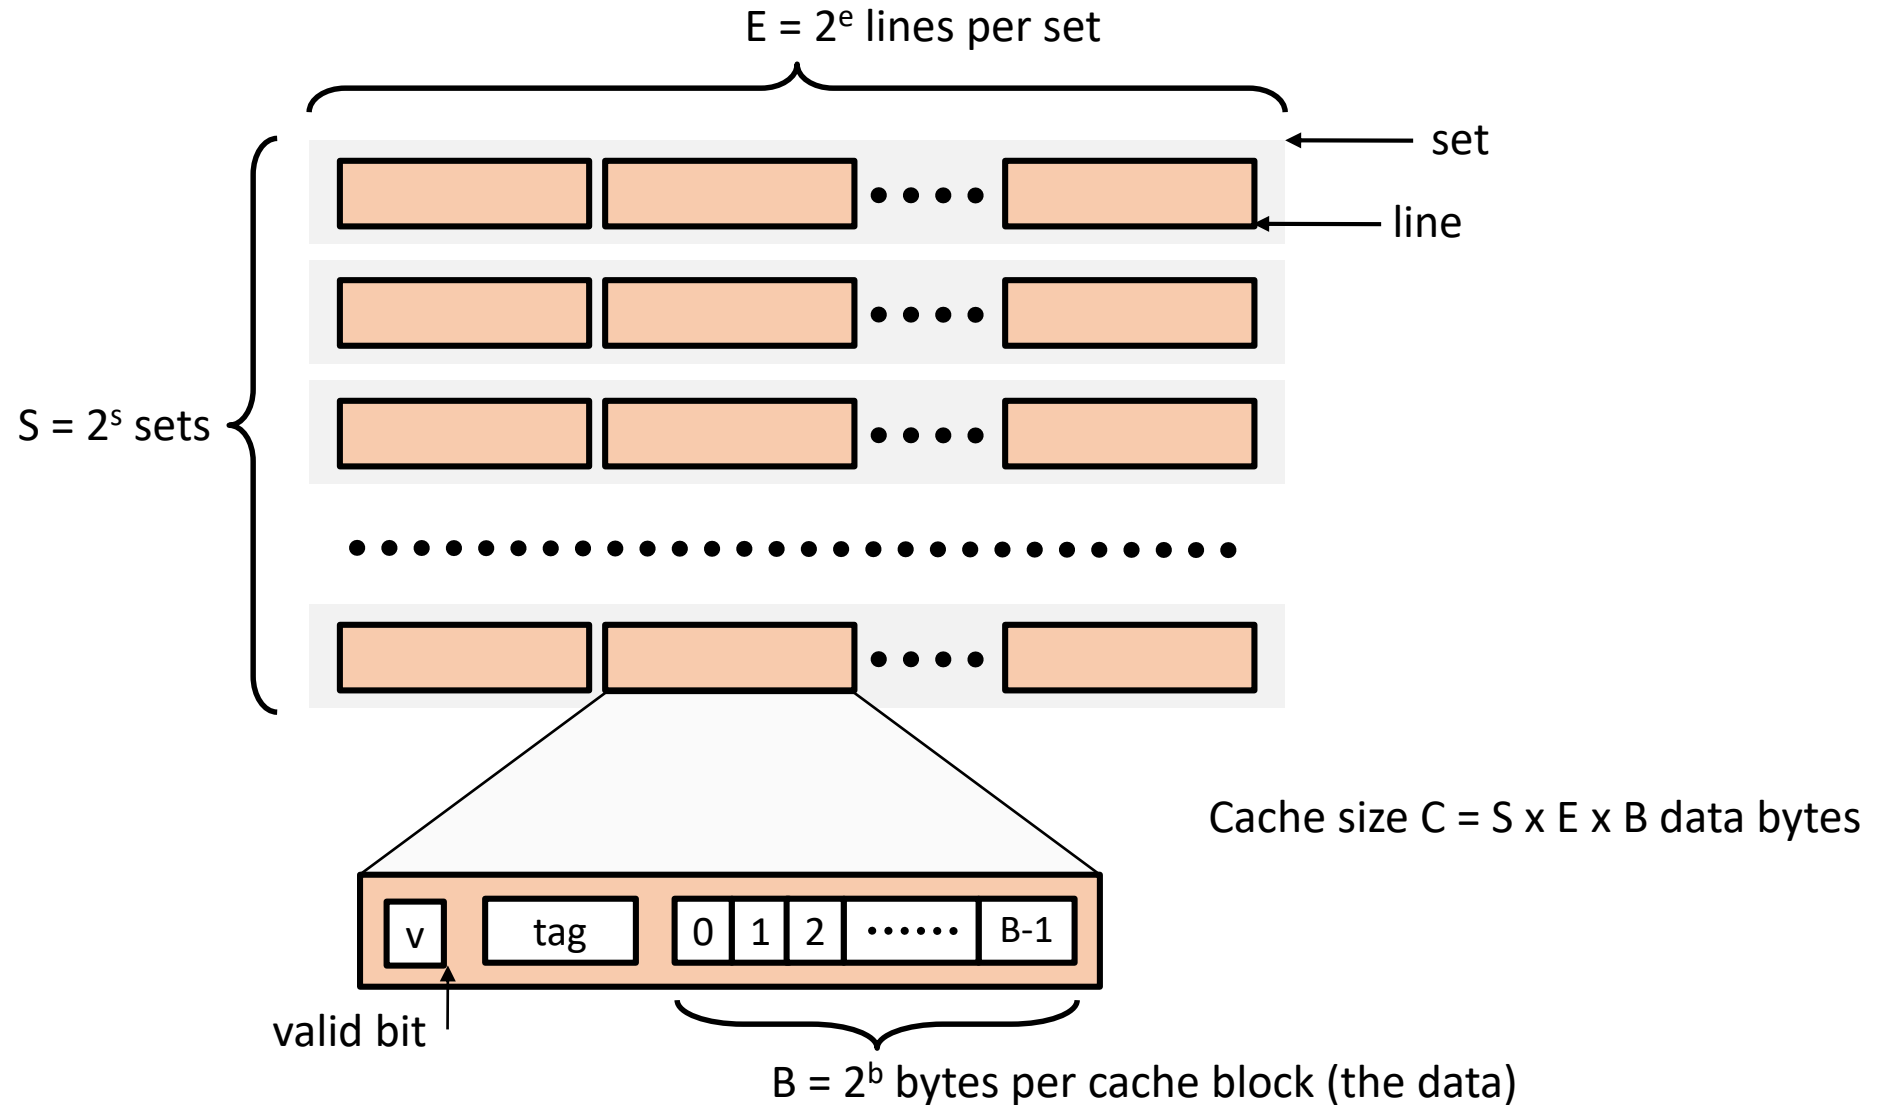 E = 2ᵉ lines per set
set
line
S = 2ˢ sets
Cache size C = S x E x B data bytes
v
tag
0
1
2
B-1
valid bit
B = 2ᵇ bytes per cache block (the data)